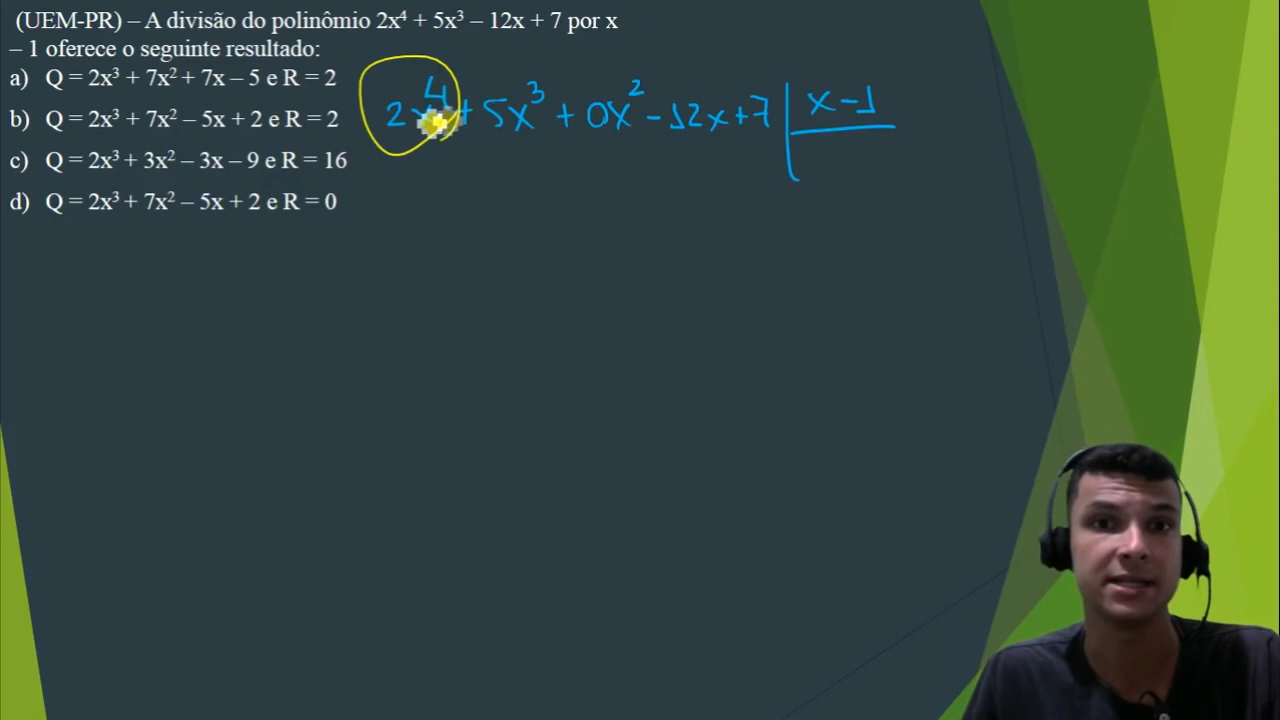 (UEM-PR) – A divisão do polinômio 2x⁴ + 5x³ – 12x + 7 por x
– 1 oferece o seguinte resultado:
a) Q = 2x³ + 7x² + 7x – 5 e R = 2
b) Q = 2x³ + 7x² – 5x + 2 e R = 2
c) Q = 2x³ + 3x² – 3x – 9 e R = 16
d) Q = 2x³ + 7x² – 5x + 2 e R = 0
2x⁴ + 5x³ + 0x² - 12x + 7 | x - 1